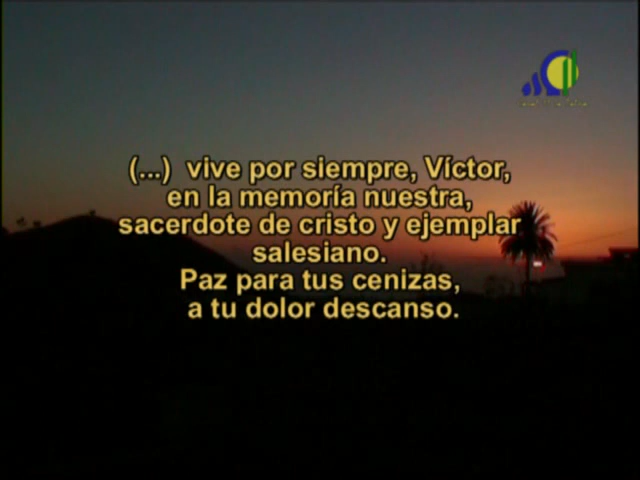 (...) vive por siempre, Víctor,
en la memoría nuestra,
sacerdote de cristo y ejemplar
salesiano.
Paz para tus cenizas,
a tu dolor descanso.